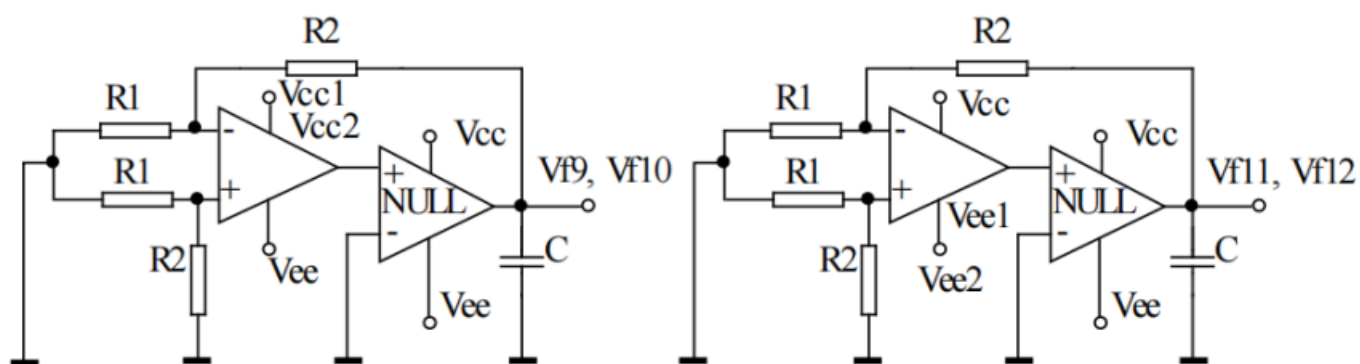 R2
R1
Vcc1
Vcc2
-
Vcc
R1
+
+
NULL
-
Vf9, Vf10
R2
Vee
C
Vee
R2
R1
Vcc
-
Vcc
R1
+
+
NULL
-
Vf11, Vf12
Vee1
R2
Vee2
C
Vee